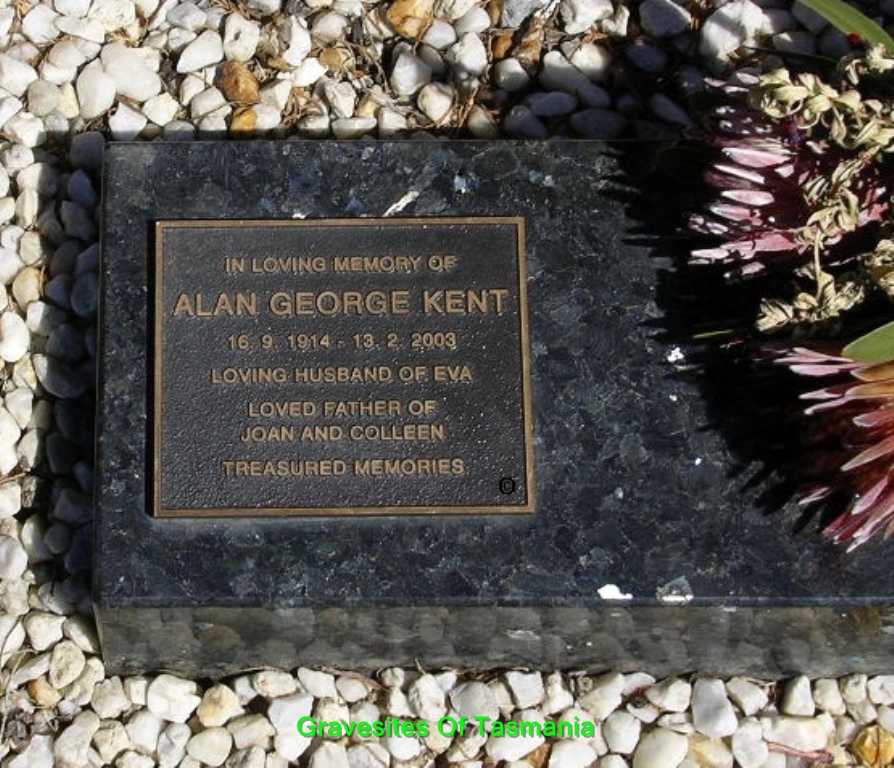 IN LOVING MEMORY OF
ALAN GEORGE KENT
16. 9. 1914 - 13. 2. 2003
LOVING HUSBAND OF EVA
LOVED FATHER OF
JOAN AND COLLEEN
TREASURED MEMORIES
©
Gravesites Of Tasmania